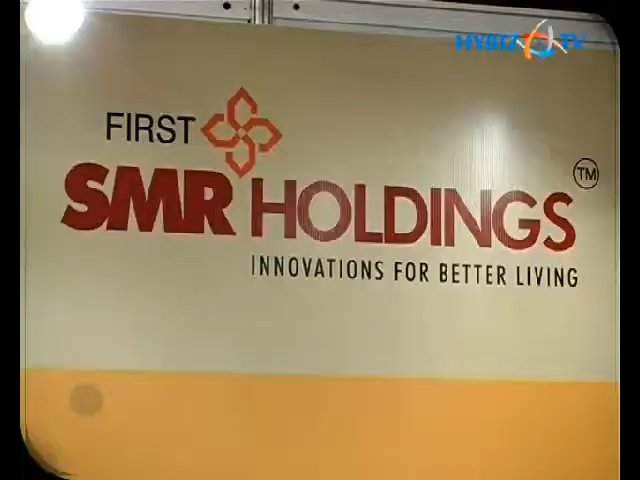 HYBIZ TV
FIRST
SMR HOLDINGS TM
INNOVATIONS FOR BETTER LIVING